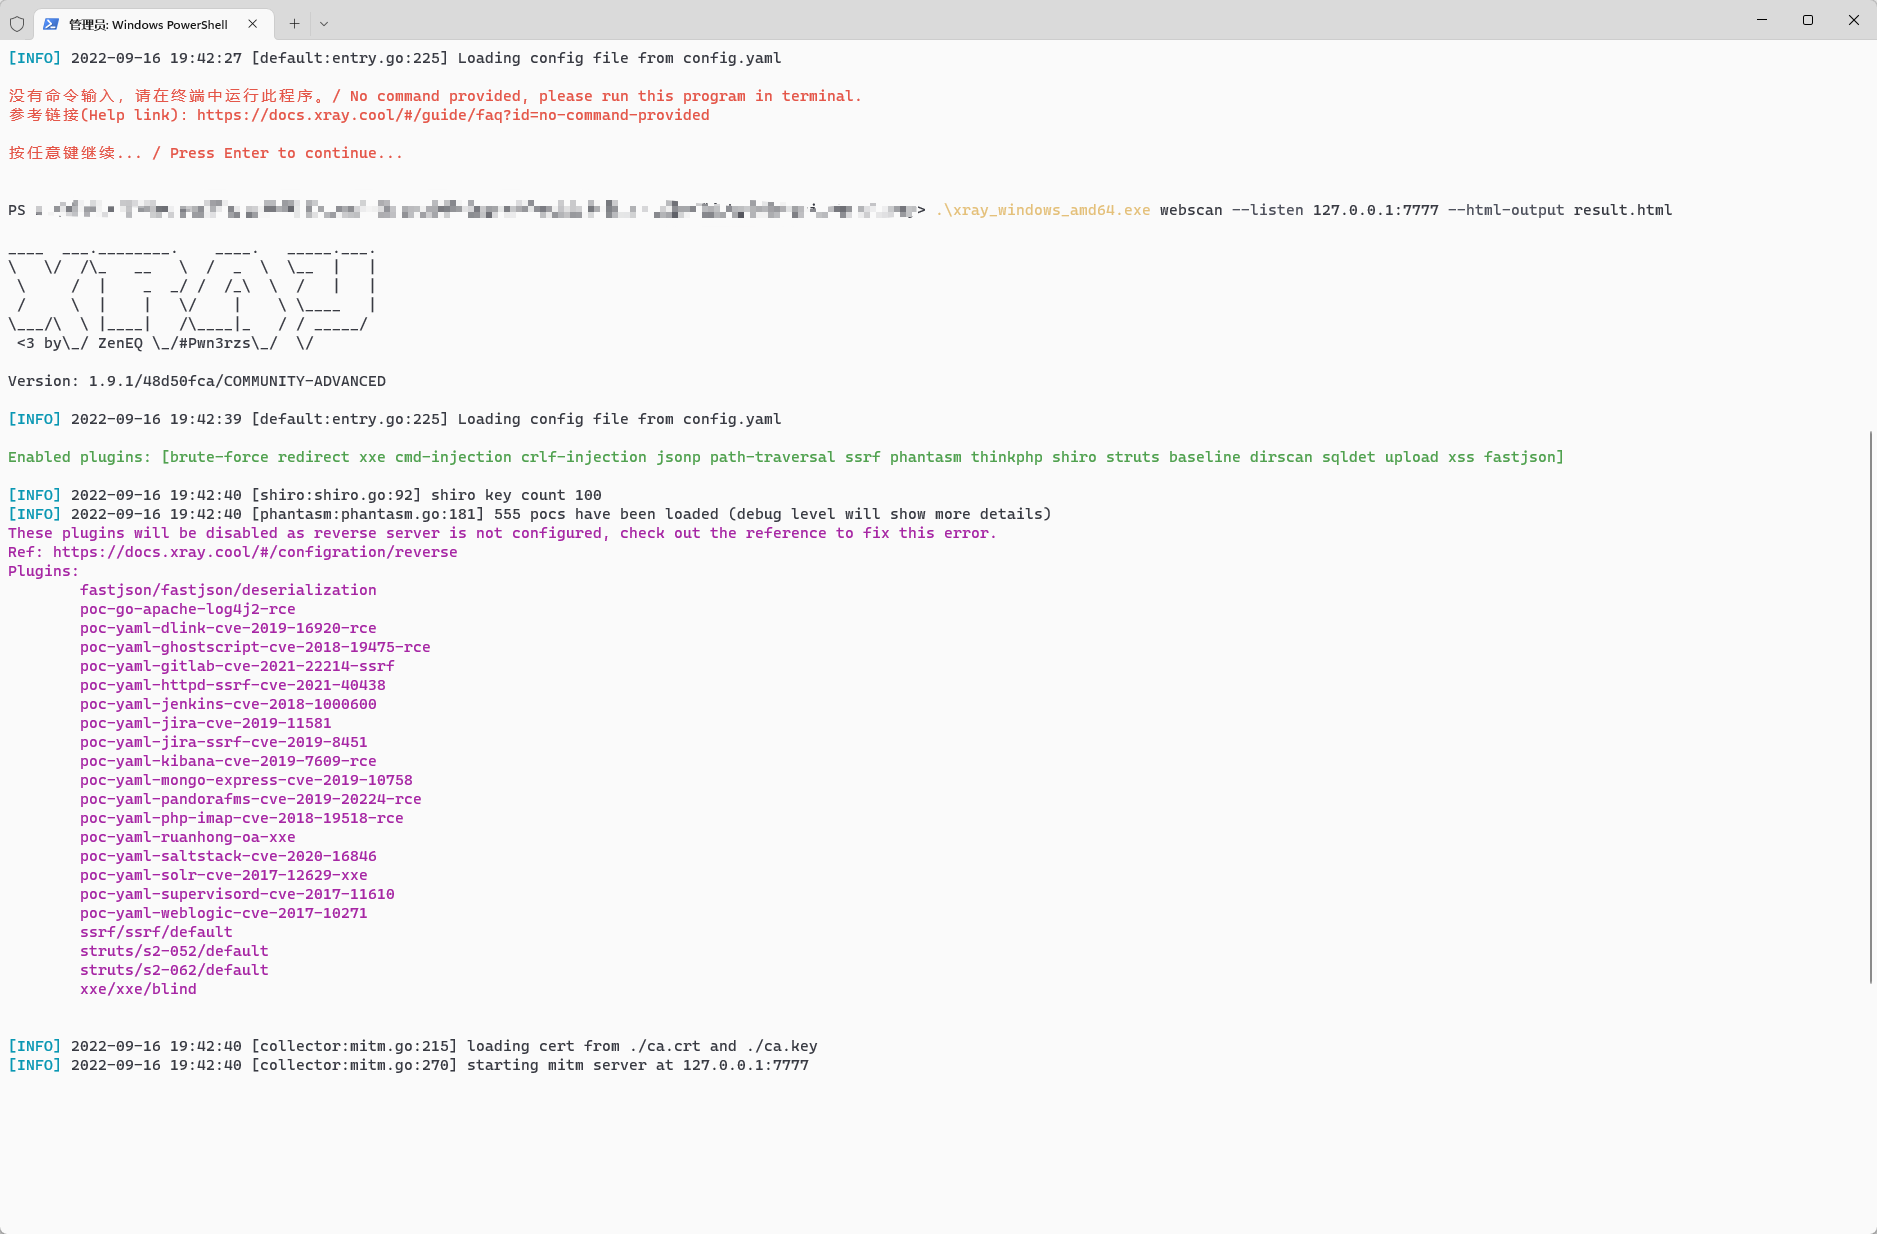 管理员: Windows PowerShell
[INFO] 2022-09-16 19:42:27 [default:entry.go:225] Loading config file from config.yaml
没有命令输入，请在终端中运行此程序。/ No command provided, please run this program in terminal.
参考链接(Help link): https://docs.xray.cool/#/guide/faq?id=no-command-provided
按任意键继续... / Press Enter to continue...
PS > .\xray_windows_amd64.exe webscan --listen 127.0.0.1:7777 --html-output result.html
____  ___.________.    ____.   _____.___.
\   \/  /\_   __   \  /  _  \  \__  |   |
 \     /  |    _  _/ /  /_\  \  /   |   |
 /     \  |    |   \/    |    \ \____   |
\___/\  \ |____|   /\____|_   / / _____/
 <3 by\_/ ZenEQ \_/#Pwn3rzs\_/  \/
Version: 1.9.1/48d50fca/COMMUNITY-ADVANCED
[INFO] 2022-09-16 19:42:39 [default:entry.go:225] Loading config file from config.yaml
Enabled plugins: [brute-force redirect xxe cmd-injection crlf-injection jsonp path-traversal ssrf phantasm thinkphp shiro struts baseline dirscan sqldet upload xss fastjson]
[INFO] 2022-09-16 19:42:40 [shiro:shiro.go:92] shiro key count 100
[INFO] 2022-09-16 19:42:40 [phantasm:phantasm.go:181] 555 pocs have been loaded (debug level will show more details)
These plugins will be disabled as reverse server is not configured, check out the reference to fix this error.
Ref: https://docs.xray.cool/#/configration/reverse
Plugins:
fastjson/fastjson/deserialization
poc-go-apache-log4j2-rce
poc-yaml-dlink-cve-2019-16920-rce
poc-yaml-ghostscript-cve-2018-19475-rce
poc-yaml-gitlab-cve-2021-22214-ssrf
poc-yaml-httpd-ssrf-cve-2021-40438
poc-yaml-jenkins-cve-2018-1000600
poc-yaml-jira-cve-2019-11581
poc-yaml-jira-ssrf-cve-2019-8451
poc-yaml-kibana-cve-2019-7609-rce
poc-yaml-mongo-express-cve-2019-10758
poc-yaml-pandorafms-cve-2019-20224-rce
poc-yaml-php-imap-cve-2018-19518-rce
poc-yaml-ruanhong-oa-xxe
poc-yaml-saltstack-cve-2020-16846
poc-yaml-solr-cve-2017-12629-xxe
poc-yaml-supervisord-cve-2017-11610
poc-yaml-weblogic-cve-2017-10271
ssrf/ssrf/default
struts/s2-052/default
struts/s2-062/default
xxe/xxe/blind
[INFO] 2022-09-16 19:42:40 [collector:mitm.go:215] loading cert from ./ca.crt and ./ca.key
[INFO] 2022-09-16 19:42:40 [collector:mitm.go:270] starting mitm server at 127.0.0.1:7777